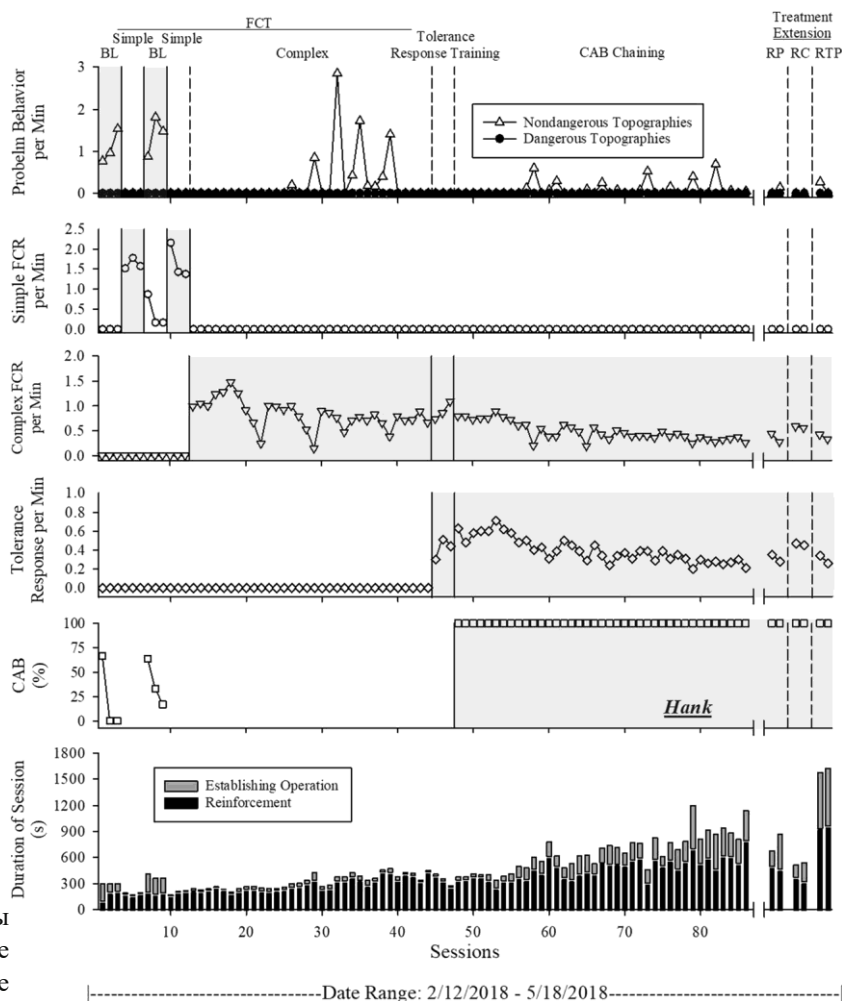 FCT
Simple Simple Tolerance Treatment
BL BL Complex Response Training CAB Chaining Extension
RP RC RTP
Probelm Behavior
per Min
3
2
1
0
Nondangerous Topographies
Dangerous Topographies
Simple FCR
per Min
2.5
2.0
1.5
1.0
0.5
0.0
Complex FCR
per Min
2.0
1.5
1.0
0.5
0.0
Tolerance
Response per Min
1.0
0.8
0.6
0.4
0.2
0.0
CAB
(%)
100
75
50
25
0
Hank
Duration of Session
(s)
1800
1500
1200
900
600
300
0
Establishing Operation
Reinforcement
10 20 30 40 50 60 70 80
Sessions
ы
е
е
Date Range: 2/12/2018 - 5/18/2018